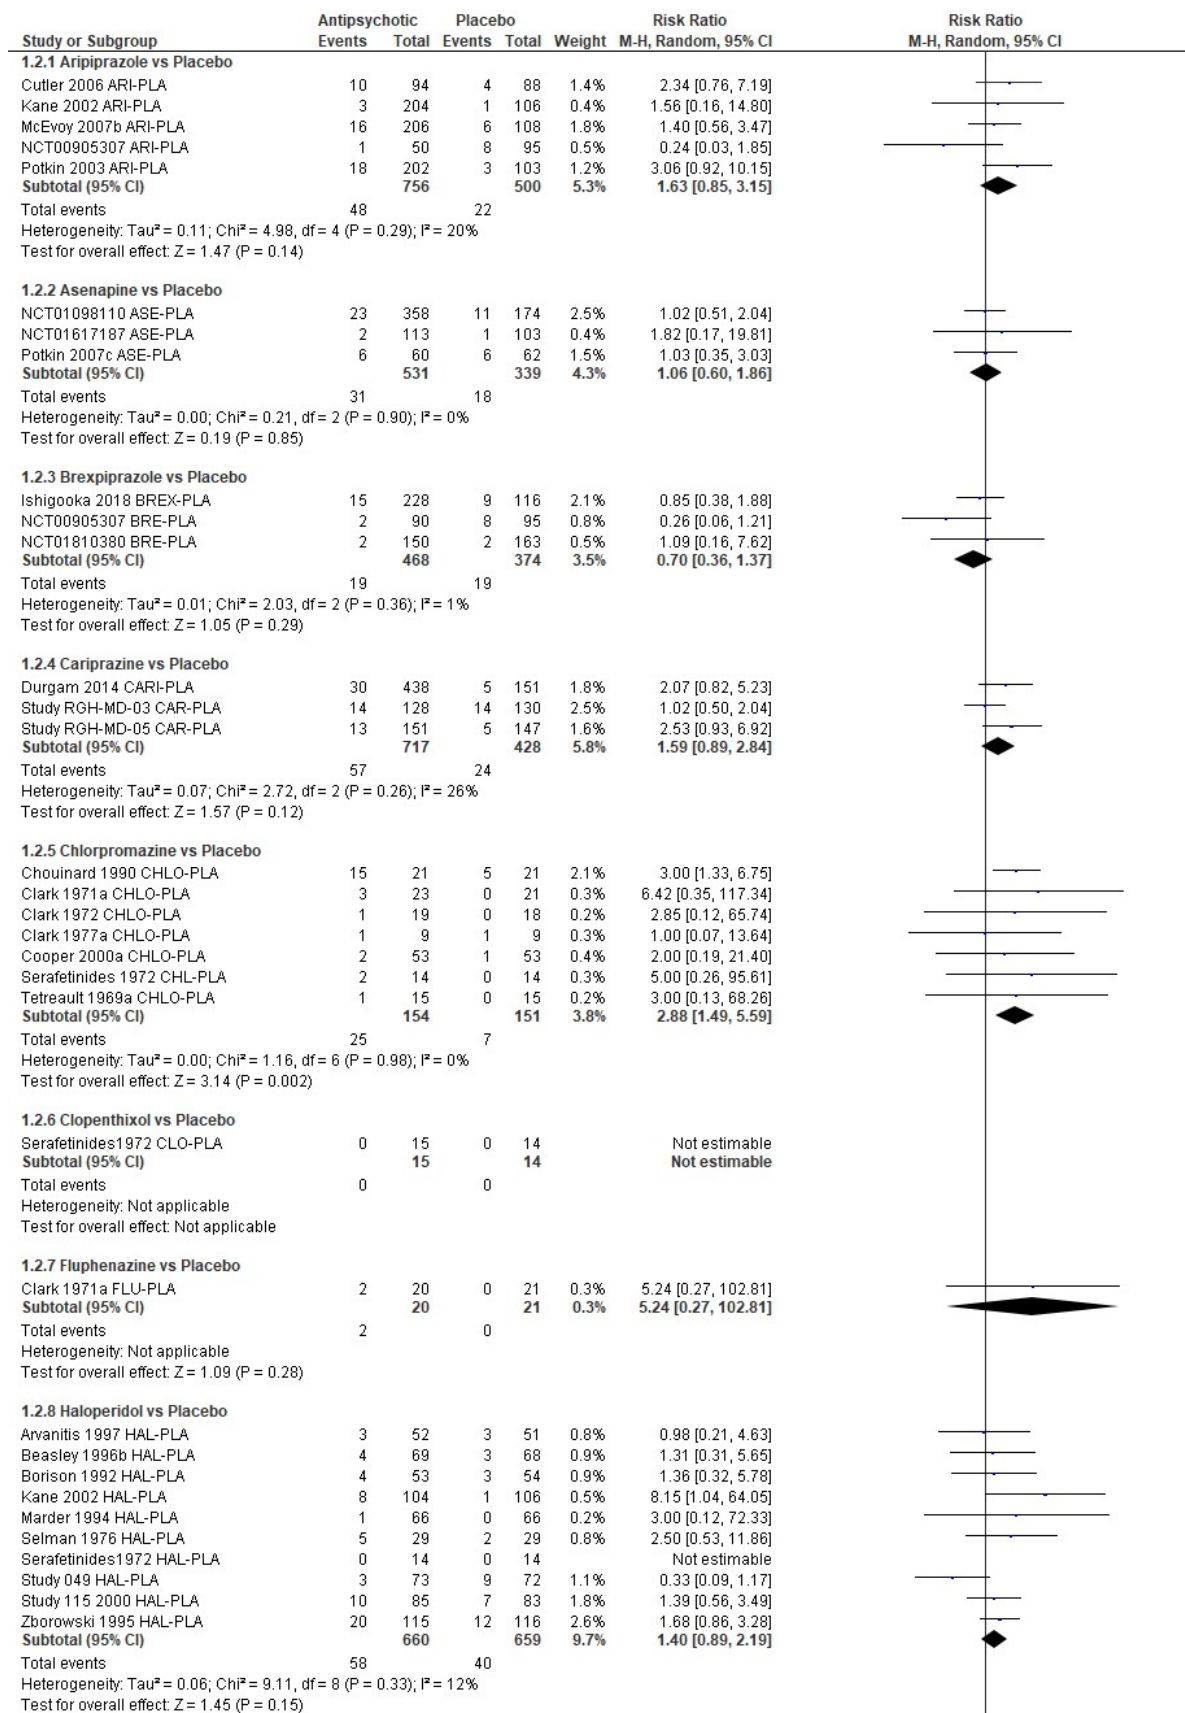 Antipsychotic Placebo Risk Ratio Risk Ratio
Study or Subgroup Events Total Events Total Weight M-H, Random, 95% CI M-H, Random, 95% CI
1.2.1 Aripiprazole vs Placebo
Cutler 2006 ARI-PLA 10 94 4 88 1.4% 2.34 [0.76, 7.19]
Kane 2002 ARI-PLA 3 204 1 106 0.4% 1.56 [0.16, 14.80]
McEvoy 2007b ARI-PLA 16 206 6 108 1.8% 1.40 [0.56, 3.47]
NCT00905307 ARI-PLA 1 50 8 95 0.5% 0.24 [0.03, 1.85]
Potkin 2003 ARI-PLA 18 202 3 103 1.2% 3.06 [0.92, 10.15]
Subtotal (95% CI) 756 500 5.3% 1.63 [0.85, 3.15]
Total events 48 22
Heterogeneity: Tau² = 0.11; Chi² = 4.98, df = 4 (P = 0.29); I² = 20%
Test for overall effect: Z = 1.47 (P = 0.14)
1.2.2 Asenapine vs Placebo
NCT01098110 ASE-PLA 23 358 11 174 2.5% 1.02 [0.51, 2.04]
NCT01617187 ASE-PLA 2 113 1 103 0.4% 1.82 [0.17, 19.81]
Potkin 2007c ASE-PLA 6 60 6 62 1.5% 1.03 [0.35, 3.03]
Subtotal (95% CI) 531 339 4.3% 1.06 [0.60, 1.86]
Total events 31 18
Heterogeneity: Tau² = 0.00; Chi² = 0.21, df = 2 (P = 0.90); I² = 0%
Test for overall effect: Z = 0.19 (P = 0.85)
1.2.3 Brexpiprazole vs Placebo
Ishigooka 2018 BREX-PLA 15 228 9 116 2.1% 0.85 [0.38, 1.88]
NCT00905307 BRE-PLA 2 90 8 95 0.8% 0.26 [0.06, 1.21]
NCT01810380 BRE-PLA 2 150 2 163 0.5% 1.09 [0.16, 7.62]
Subtotal (95% CI) 468 374 3.5% 0.70 [0.36, 1.37]
Total events 19 19
Heterogeneity: Tau² = 0.01; Chi² = 2.03, df = 2 (P = 0.36); I² = 1%
Test for overall effect: Z = 1.05 (P = 0.29)
1.2.4 Cariprazine vs Placebo
Durgam 2014 CARI-PLA 30 438 5 151 1.8% 2.07 [0.82, 5.23]
Study RGH-MD-03 CAR-PLA 14 128 14 130 2.5% 1.02 [0.50, 2.04]
Study RGH-MD-05 CAR-PLA 13 151 5 147 1.6% 2.53 [0.93, 6.92]
Subtotal (95% CI) 717 428 5.8% 1.59 [0.89, 2.84]
Total events 57 24
Heterogeneity: Tau² = 0.07; Chi² = 2.72, df = 2 (P = 0.26); I² = 26%
Test for overall effect: Z = 1.57 (P = 0.12)
1.2.5 Chlorpromazine vs Placebo
Chouinard 1990 CHLO-PLA 15 21 5 21 2.1% 3.00 [1.33, 6.75]
Clark 1971a CHLO-PLA 3 23 0 21 0.3% 6.42 [0.35, 117.34]
Clark 1972 CHLO-PLA 1 19 0 18 0.2% 2.85 [0.12, 65.74]
Clark 1977a CHLO-PLA 1 9 1 9 0.3% 1.00 [0.07, 13.64]
Cooper 2000a CHLO-PLA 2 53 1 53 0.4% 2.00 [0.19, 21.40]
Serafetinides 1972 CHL-PLA 2 14 0 14 0.3% 5.00 [0.26, 95.61]
Tetreault 1969a CHLO-PLA 1 15 0 15 0.2% 3.00 [0.13, 68.26]
Subtotal (95% CI) 154 151 3.8% 2.88 [1.49, 5.59]
Total events 25 7
Heterogeneity: Tau² = 0.00; Chi² = 1.16, df = 6 (P = 0.98); I² = 0%
Test for overall effect: Z = 3.14 (P = 0.002)
1.2.6 Clopenthixol vs Placebo
Serafetinides1972 CLO-PLA 0 15 0 14 Not estimable
Subtotal (95% CI) 15 14 Not estimable
Total events 0 0
Heterogeneity: Not applicable
Test for overall effect: Not applicable
1.2.7 Fluphenazine vs Placebo
Clark 1971a FLU-PLA 2 20 0 21 0.3% 5.24 [0.27, 102.81]
Subtotal (95% CI) 20 21 0.3% 5.24 [0.27, 102.81]
Total events 2 0
Heterogeneity: Not applicable
Test for overall effect: Z = 1.09 (P = 0.28)
1.2.8 Haloperidol vs Placebo
Arvanitis 1997 HAL-PLA 3 52 3 51 0.8% 0.98 [0.21, 4.63]
Beasley 1996b HAL-PLA 4 69 3 68 0.9% 1.31 [0.31, 5.65]
Borison 1992 HAL-PLA 4 53 3 54 0.9% 1.36 [0.32, 5.78]
Kane 2002 HAL-PLA 8 104 1 106 0.5% 8.15 [1.04, 64.05]
Marder 1994 HAL-PLA 1 66 0 66 0.2% 3.00 [0.12, 72.33]
Selman 1976 HAL-PLA 5 29 2 29 0.8% 2.50 [0.53, 11.86]
Serafetinides1972 HAL-PLA 0 14 0 14 Not estimable
Study 049 HAL-PLA 3 73 9 72 1.1% 0.33 [0.09, 1.17]
Study 115 2000 HAL-PLA 10 85 7 83 1.8% 1.39 [0.56, 3.49]
Zborowski 1995 HAL-PLA 20 115 12 116 2.6% 1.68 [0.86, 3.28]
Subtotal (95% CI) 660 659 9.7% 1.40 [0.89, 2.19]
Total events 58 40
Heterogeneity: Tau² = 0.06; Chi² = 9.11, df = 8 (P = 0.33); I² = 12%
Test for overall effect: Z = 1.45 (P = 0.15)